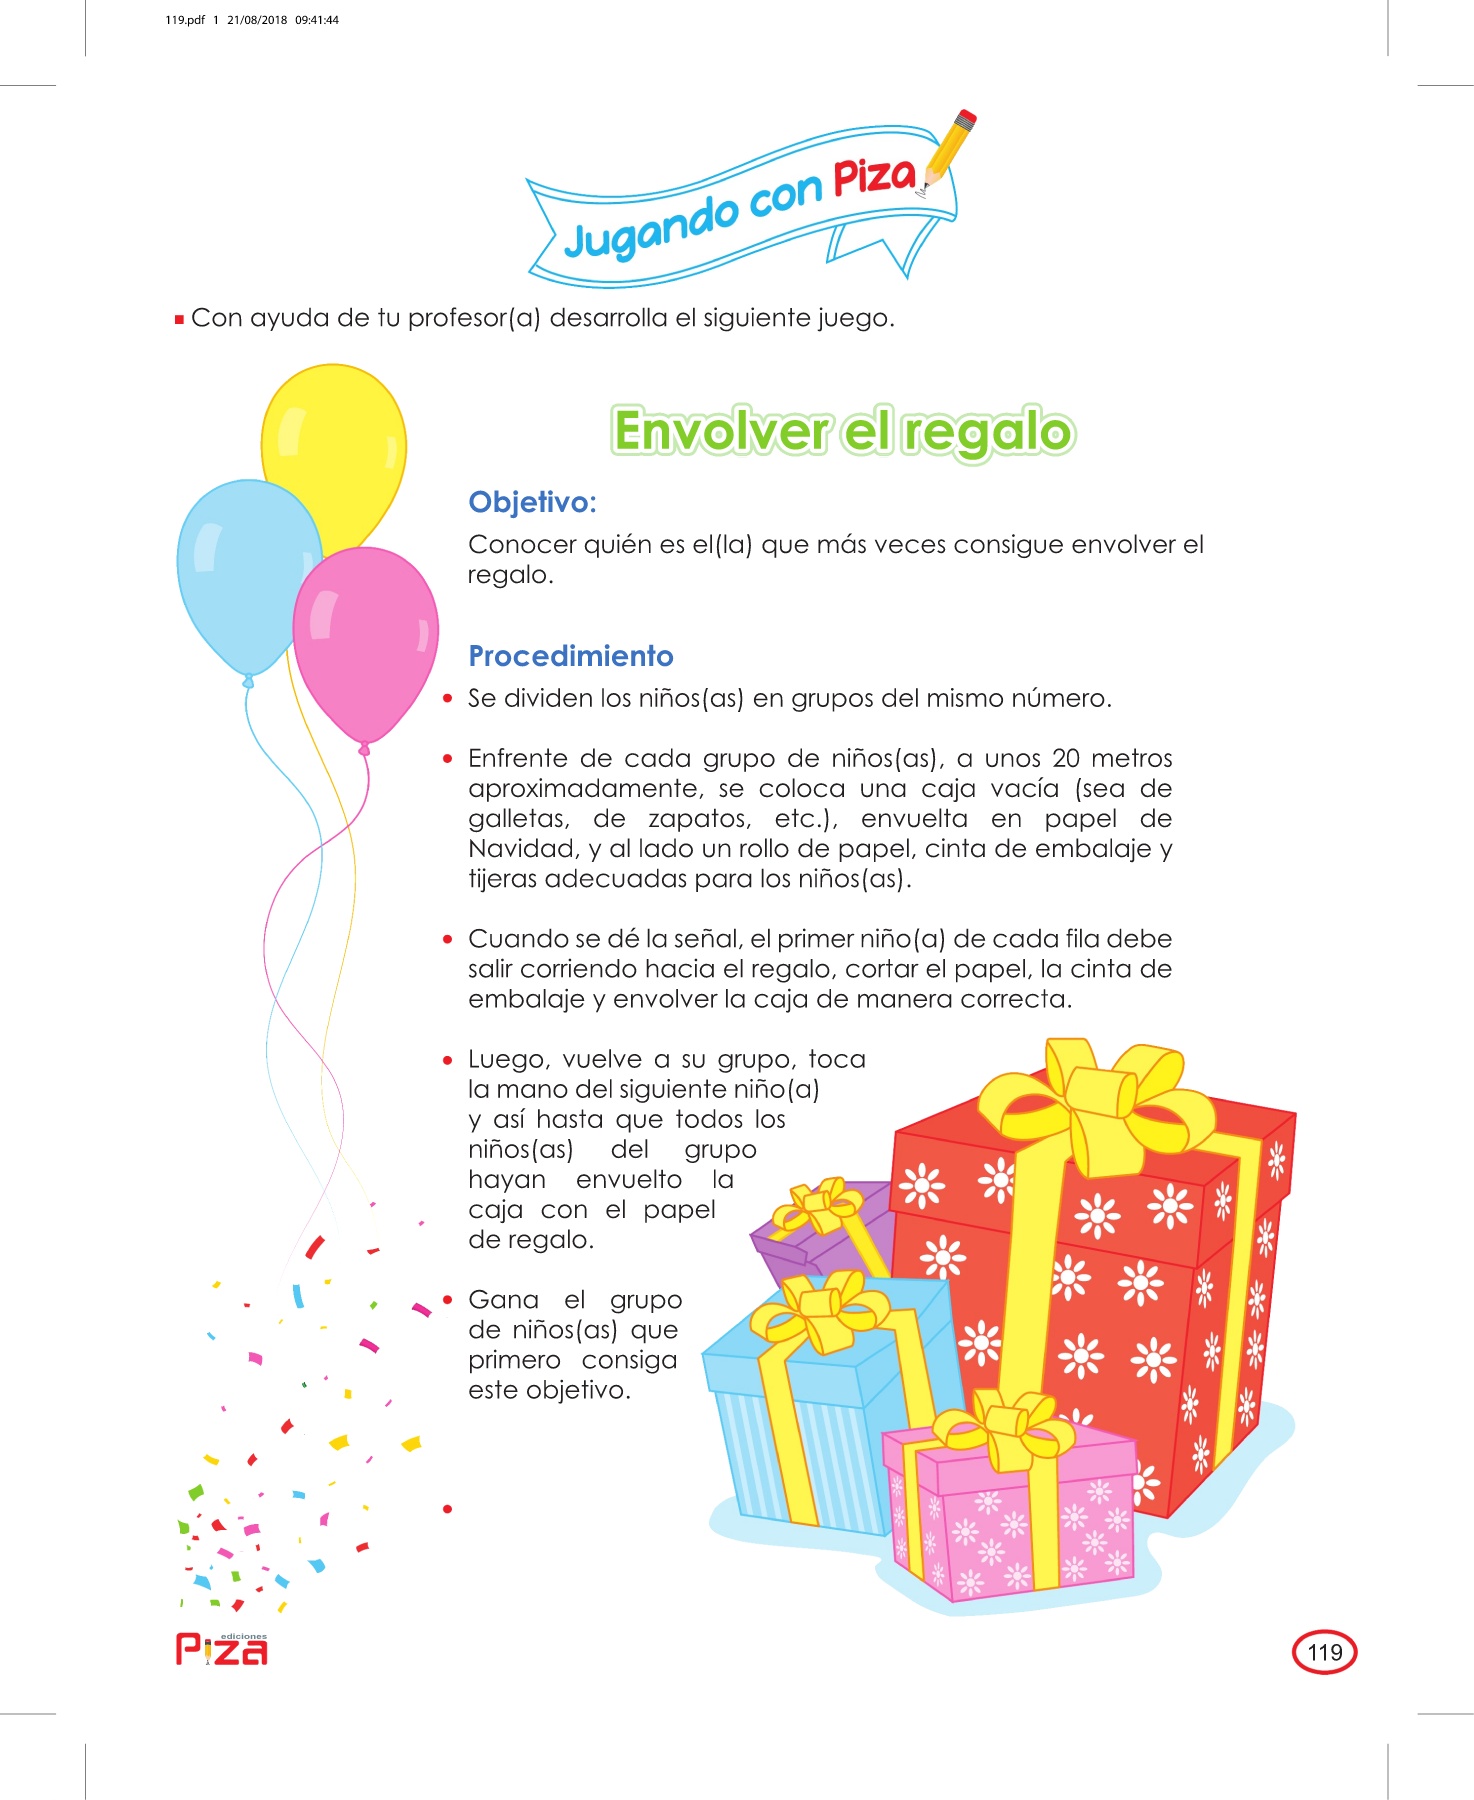 119.pdf 1 21/08/2018 09:41:44
Jugando con Piza
Con ayuda de tu profesor(a) desarrolla el siguiente juego.
Envolver el regalo
Objetivo:
Conocer quién es el(la) que más veces consigue envolver el
regalo.
Procedimiento
Se dividen los niños(as) en grupos del mismo número.
Enfrente de cada grupo de niños(as), a unos 20 metros
aproximadamente, se coloca una caja vacía (sea de
galletas, de zapatos, etc.), envuelta en papel de
Navidad, y al lado un rollo de papel, cinta de embalaje y
tijeras adecuadas para los niños(as).
Cuando se dé la señal, el primer niño(a) de cada fila debe
salir corriendo hacia el regalo, cortar el papel, la cinta de
embalaje y envolver la caja de manera correcta.
Luego, vuelve a su grupo, toca
la mano del siguiente niño(a)
y así hasta que todos los
niños(as) del grupo
hayan envuelto la
caja con el papel
de regalo.
Gana el grupo
de niños(as) que
primero consiga
este objetivo.
ediciones
Piza
119